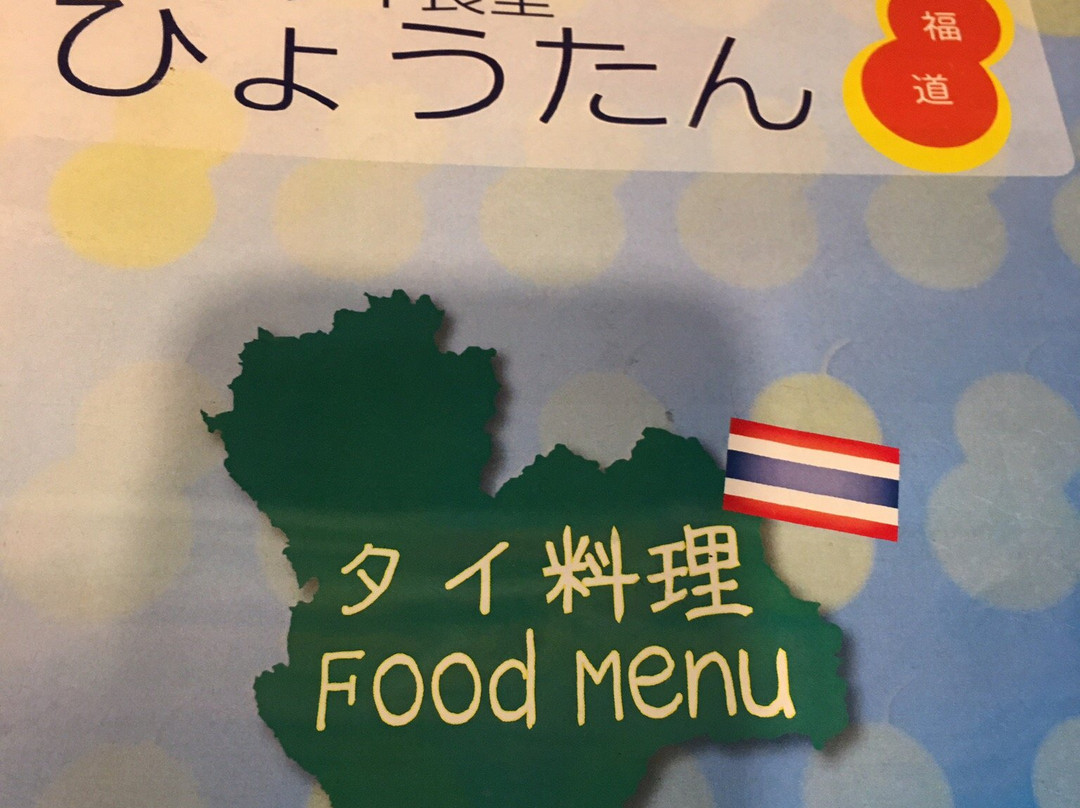 ひょうたん
福
道
タイ料理
Food Menu